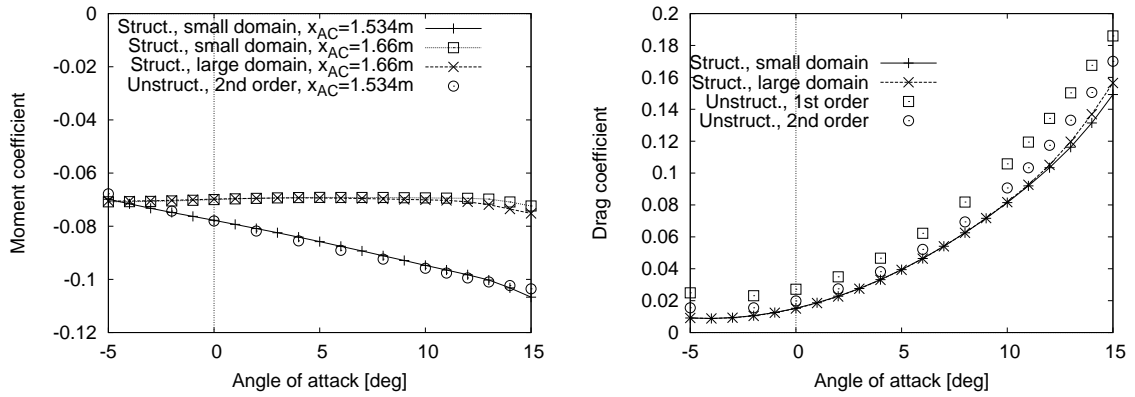 Struct., small domain, xAC=1.534m
Struct., small domain, xAC=1.66m
Struct., large domain, xAC=1.66m
Unstruct., 2nd order, xAC=1.534m
-0
-0.02
-0.04
-0.06
-0.08
-0.1
-0.12
Moment coefficient
-5
0
5
10
15
Angle of attack [deg]
Struct., small domain
Struct., large domain
Unstruct., 1st order
Unstruct., 2nd order
0.2
0.18
0.16
0.14
0.12
0.1
0.08
0.06
0.04
0.02
0
Drag coefficient
-5
0
5
10
15
Angle of attack [deg]